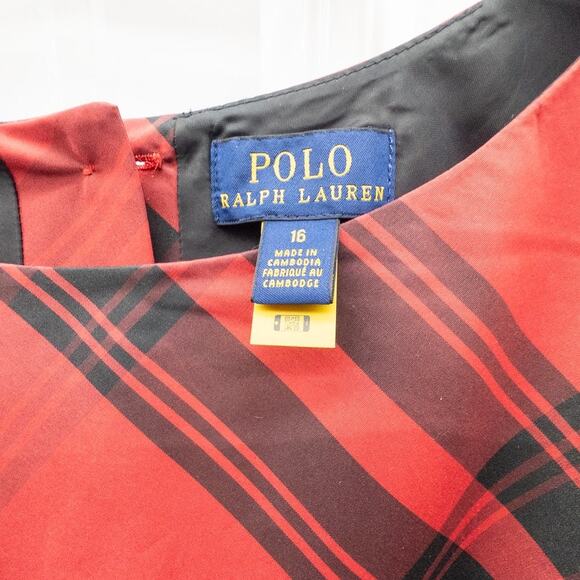 POLO
RALPH LAUREN
16
MADE IN
CAMBODIA
FABRIQUÉ AU
CAMBODGE